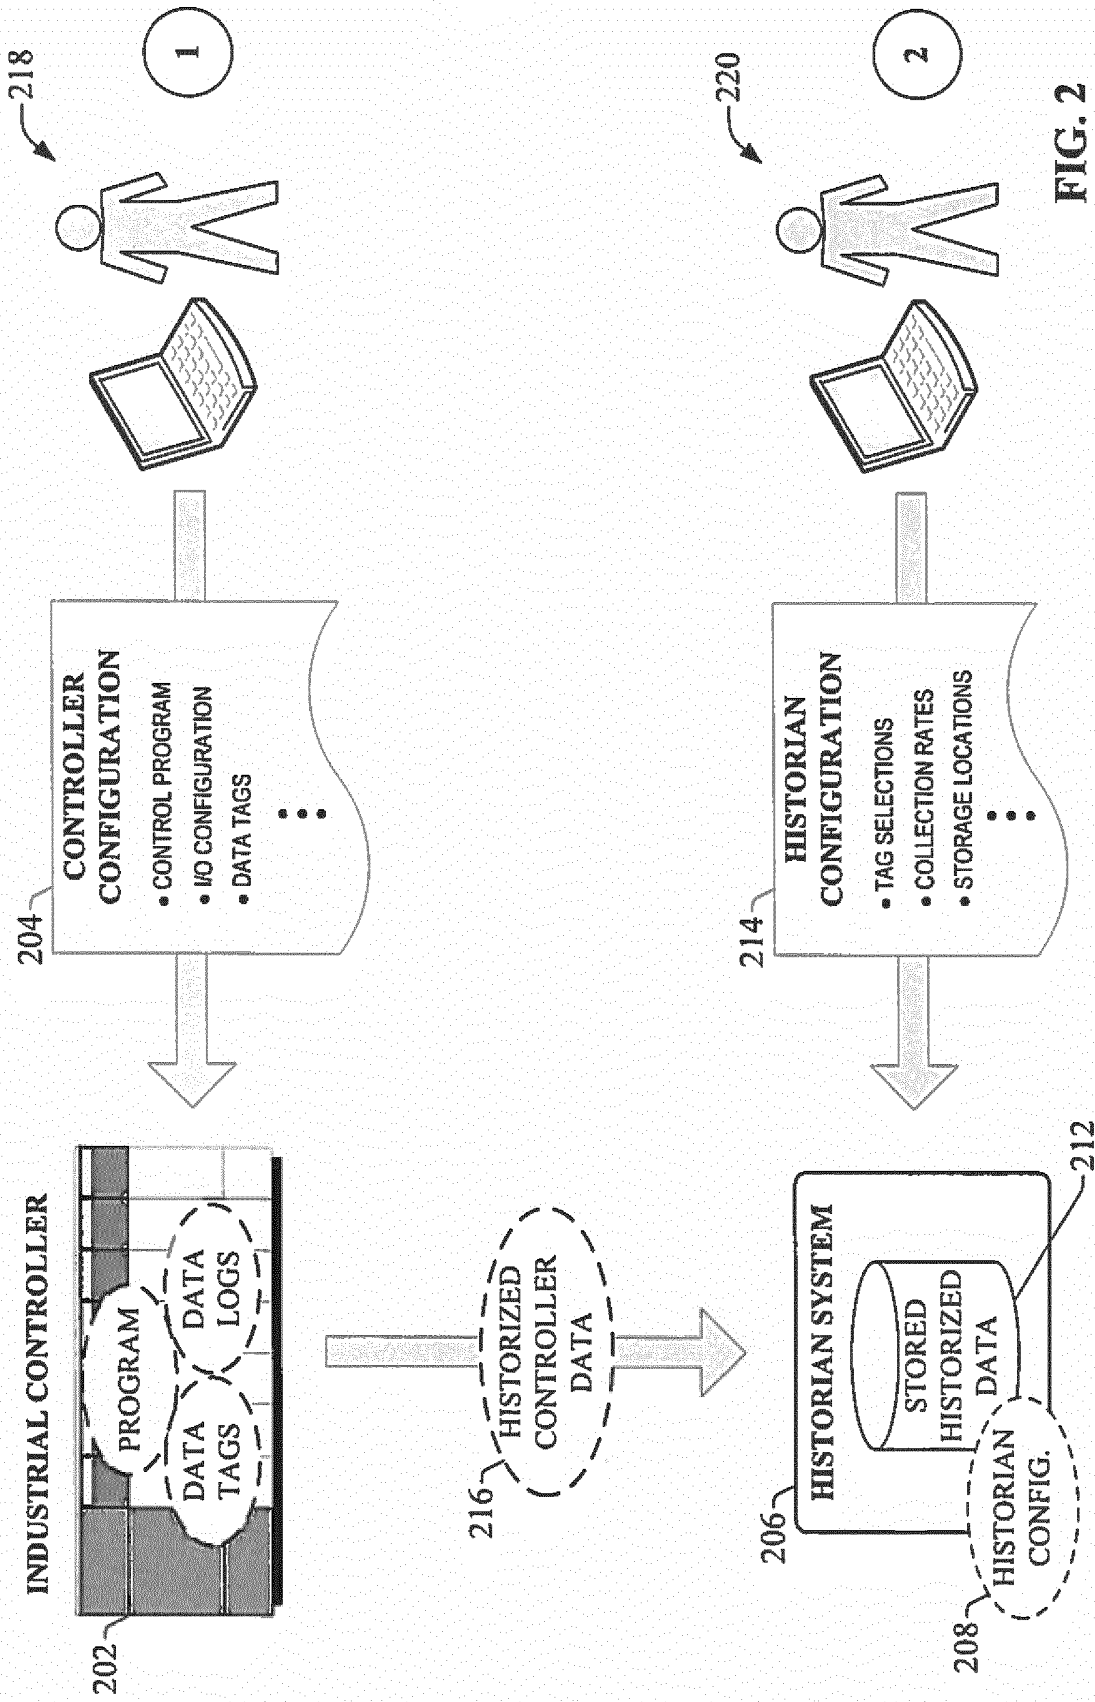 INDUSTRIAL CONTROLLER
202
PROGRAM
DATA
TAGS
DATA
LOGS
204
CONTROLLER
CONFIGURATION
• CONTROL PROGRAM
• I/O CONFIGURATION
• DATA TAGS
218
1
216
HISTORIZED
CONTROLLER
DATA
206
HISTORIAN SYSTEM
STORED
HISTORIZED
DATA
212
208
HISTORIAN
CONFIG.
214
HISTORIAN
CONFIGURATION
• TAG SELECTIONS
• COLLECTION RATES
• STORAGE LOCATIONS
220
2
FIG. 2